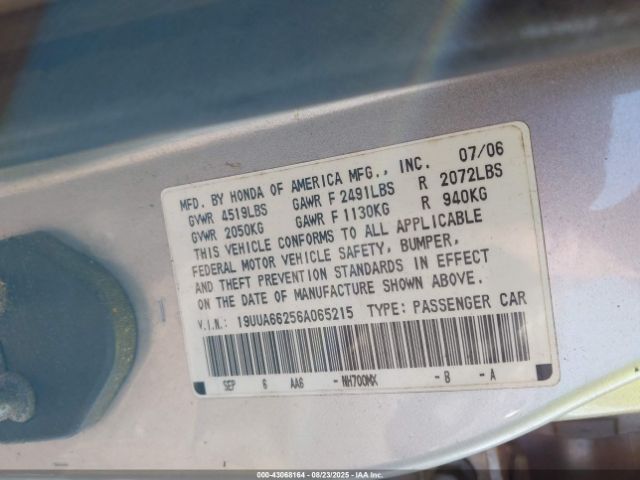 MFD. BY HONDA OF AMERICA MFG., INC. 07/06
GVWR 4519LBS GAWR F 2491LBS R 2072LBS
GVWR 2050KG GAWR F 1130KG R 940KG
THIS VEHICLE CONFORMS TO ALL APPLICABLE
FEDERAL MOTOR VEHICLE SAFETY, BUMPER,
AND THEFT PREVENTION STANDARDS IN EFFECT
ON THE DATE OF MANUFACTURE SHOWN ABOVE.
V.I.N.: 19UUA66256A065215 TYPE: PASSENGER CAR
SEP 6 AA6 - NH700MX - B - A
000-43068164 | 08/23/2025 | IAA Inc.